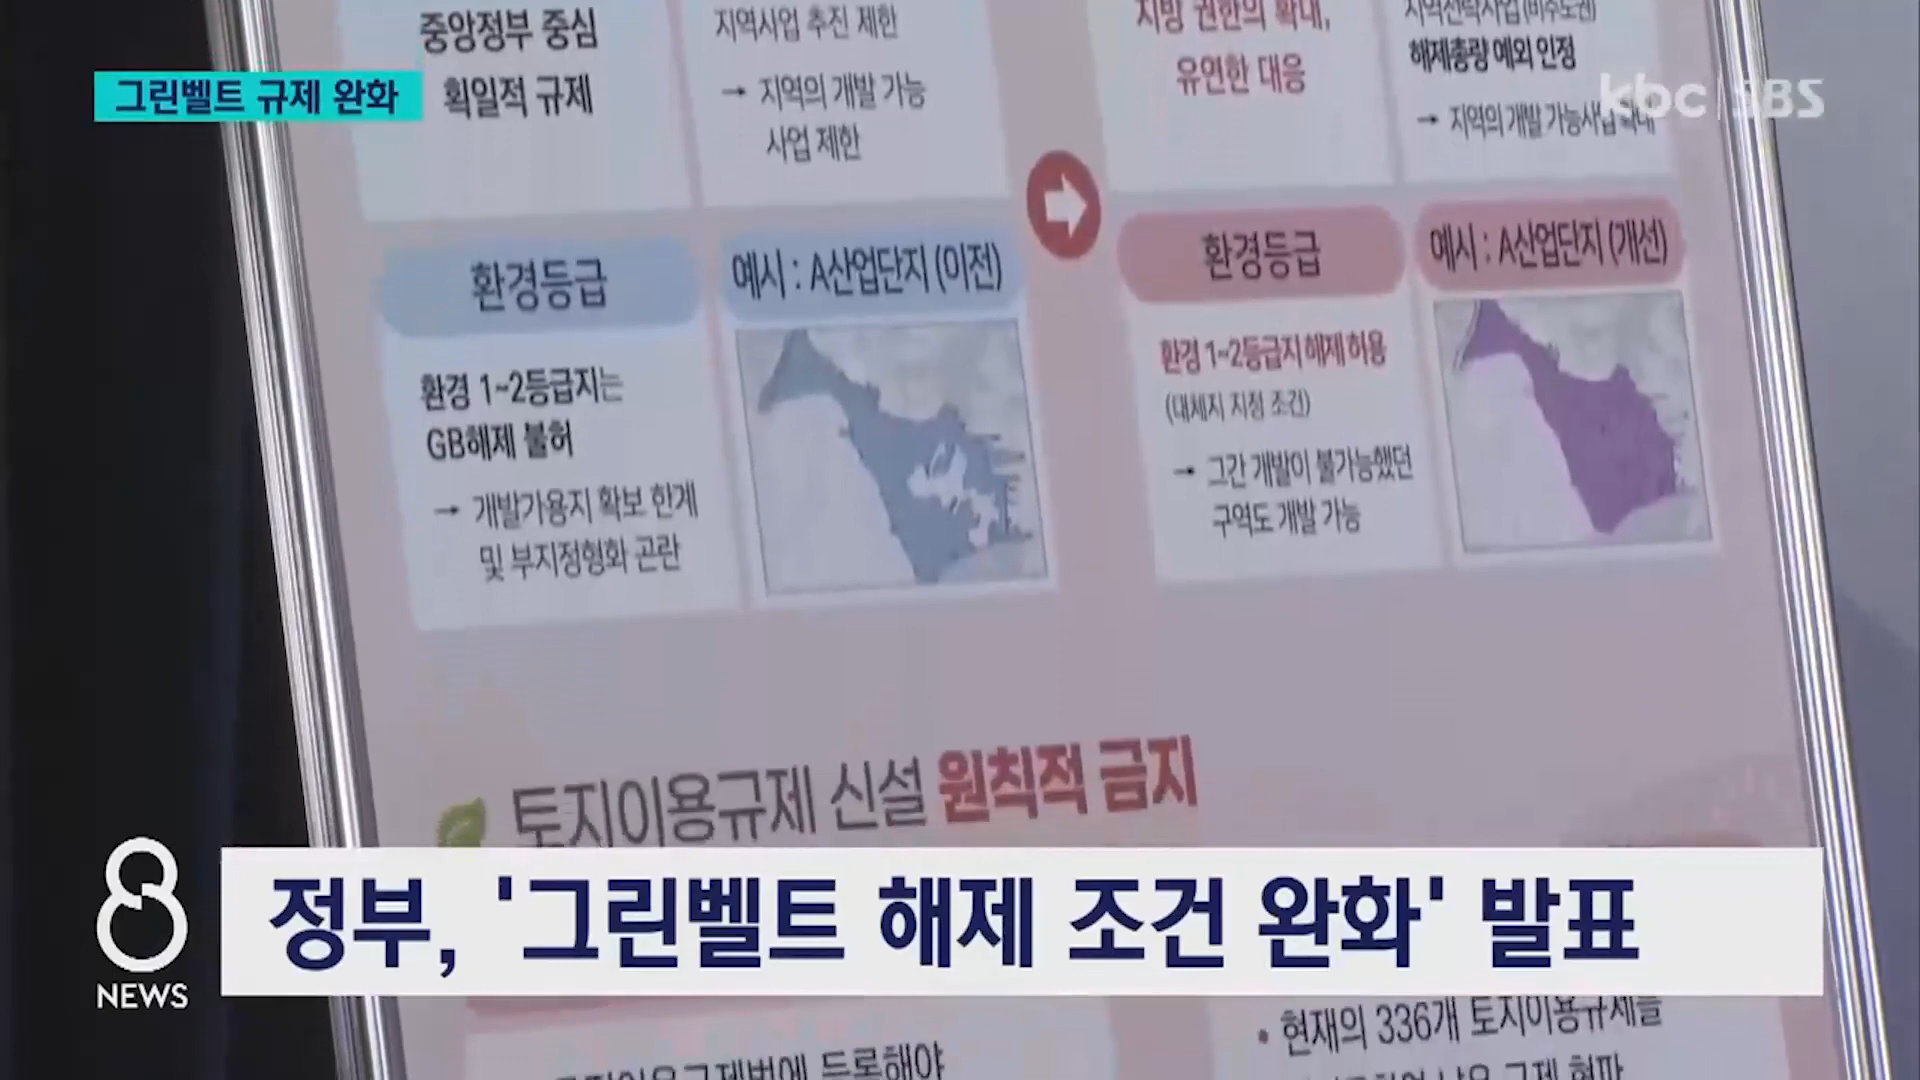 그린벨트 규제 완화
kbc SBS
중앙정부 중심
획일적 규제
지역사업 추진 제한
→ 지역의 개발 가능
사업 제한
지방 권한의 확대,
유연한 대응
지역전략사업(비수도권)
해제총량 예외 인정
→ 지역의 개발 가능사업 확대
환경등급
예시 : A산업단지 (이전)
환경 1~2등급지는
GB해제 불허
→ 개발가용지 확보 한계
및 부지정형화 곤란
환경등급
예시 : A산업단지 (개선)
환경 1~2등급지 해제 허용
(대체지 지정 조건)
→ 그간 개발이 불가능했던
구역도 개발 가능
토지이용규제 신설 원칙적 금지
8 NEWS
정부, '그린벨트 해제 조건 완화' 발표
• 현재의 336개 토지이용규제를